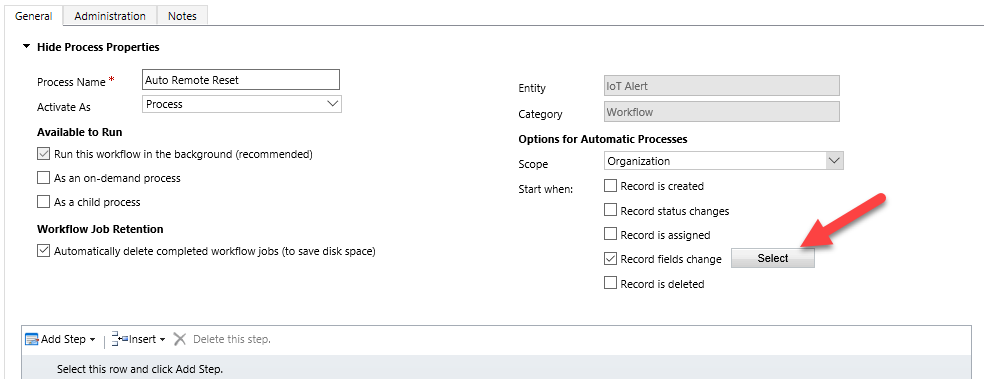 General Administration Notes
Hide Process Properties
Process Name * Auto Remote Reset
Activate As Process
Available to Run
Run this workflow in the background (recommended)
As an on-demand process
As a child process
Workflow Job Retention
Automatically delete completed workflow jobs (to save disk space)
Entity IoT Alert
Category Workflow
Options for Automatic Processes
Scope Organization
Start when: Record is created
Record status changes
Record is assigned
Record fields change Select
Record is deleted
Add Step Insert Delete this step.
Select this row and click Add Step.